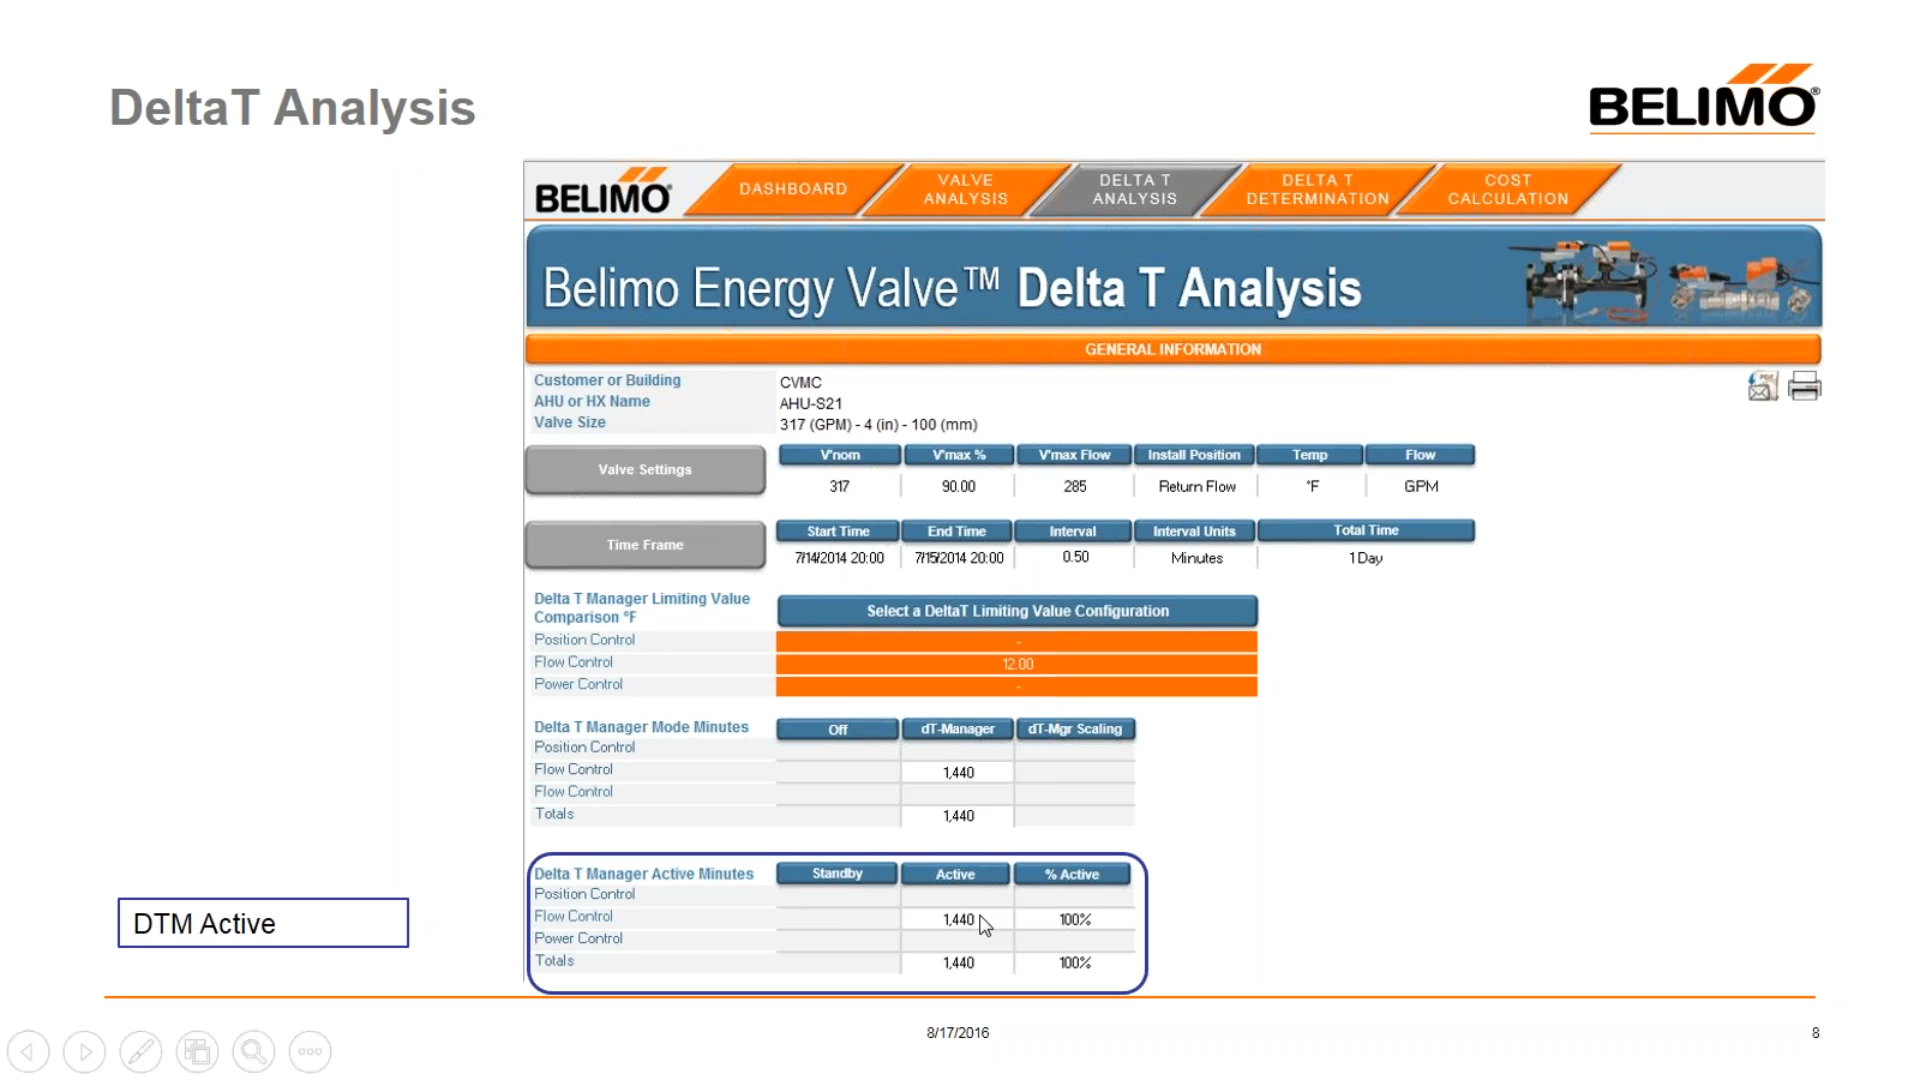 DeltaT Analysis
BELIMO®
BELIMO®
DASHBOARD
VALVE
ANALYSIS
DELTA T
ANALYSIS
DELTA T
DETERMINATION
COST
CALCULATION
Belimo Energy Valve™ Delta T Analysis
GENERAL INFORMATION
Customer or Building CVMC
AHU or HX Name AHU-S21
Valve Size 317 (GPM) - 4 (in) - 100 (mm)
Valve Settings
V'nom V'max % V'max Flow Install Position Temp Flow
317 90.00 285 Return Flow °F GPM
Time Frame
Start Time End Time Interval Interval Units Total Time
7/14/2014 20:00 7/15/2014 20:00 0.50 Minutes 1 Day
Delta T Manager Limiting Value
Comparison °F
Select a DeltaT Limiting Value Configuration
Position Control -
Flow Control 12.00
Power Control -
Delta T Manager Mode Minutes Off dT-Manager dT-Mgr Scaling
Position Control
Flow Control 1,440
Flow Control
Totals 1,440
Delta T Manager Active Minutes Standby Active % Active
Position Control
Flow Control 1,440 100%
Power Control
Totals 1,440 100%
DTM Active
8/17/2016
8